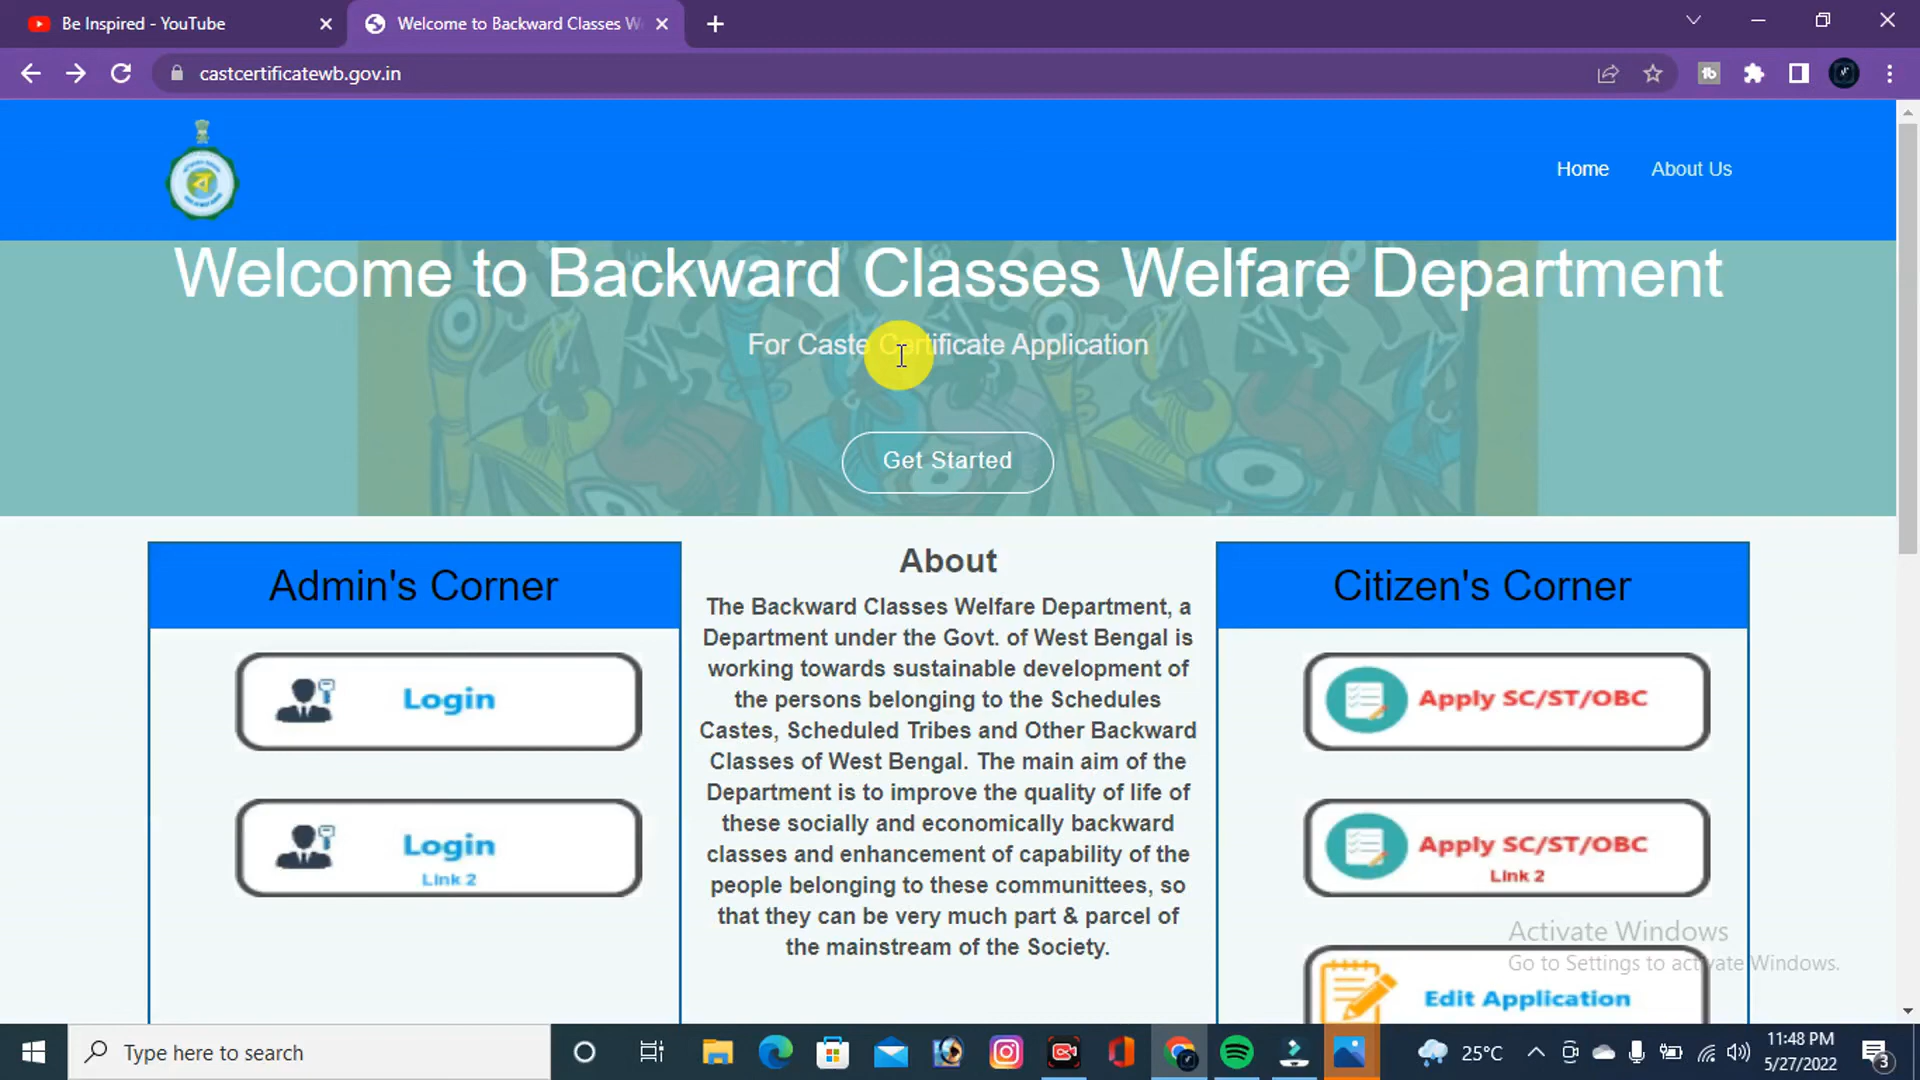 Be Inspired - YouTube
Welcome to Backward Classes W
castcertificatewb.gov.in
Home
About Us
Welcome to Backward Classes Welfare Department
For Caste Certificate Application
Get Started
Admin's Corner
Login
Login
Link 2
About
The Backward Classes Welfare Department, a
Department under the Govt. of West Bengal is
working towards sustainable development of
the persons belonging to the Schedules
Castes, Scheduled Tribes and Other Backward
Classes of West Bengal. The main aim of the
Department is to improve the quality of life of
these socially and economically backward
classes and enhancement of capability of the
people belonging to these communittees, so
that they can be very much part & parcel of
the mainstream of the Society.
Citizen's Corner
Apply SC/ST/OBC
Apply SC/ST/OBC
Link 2
Edit Application
Activate Windows
Go to Settings to activate Windows.
Type here to search
25°C
11:48 PM
5/27/2022
3